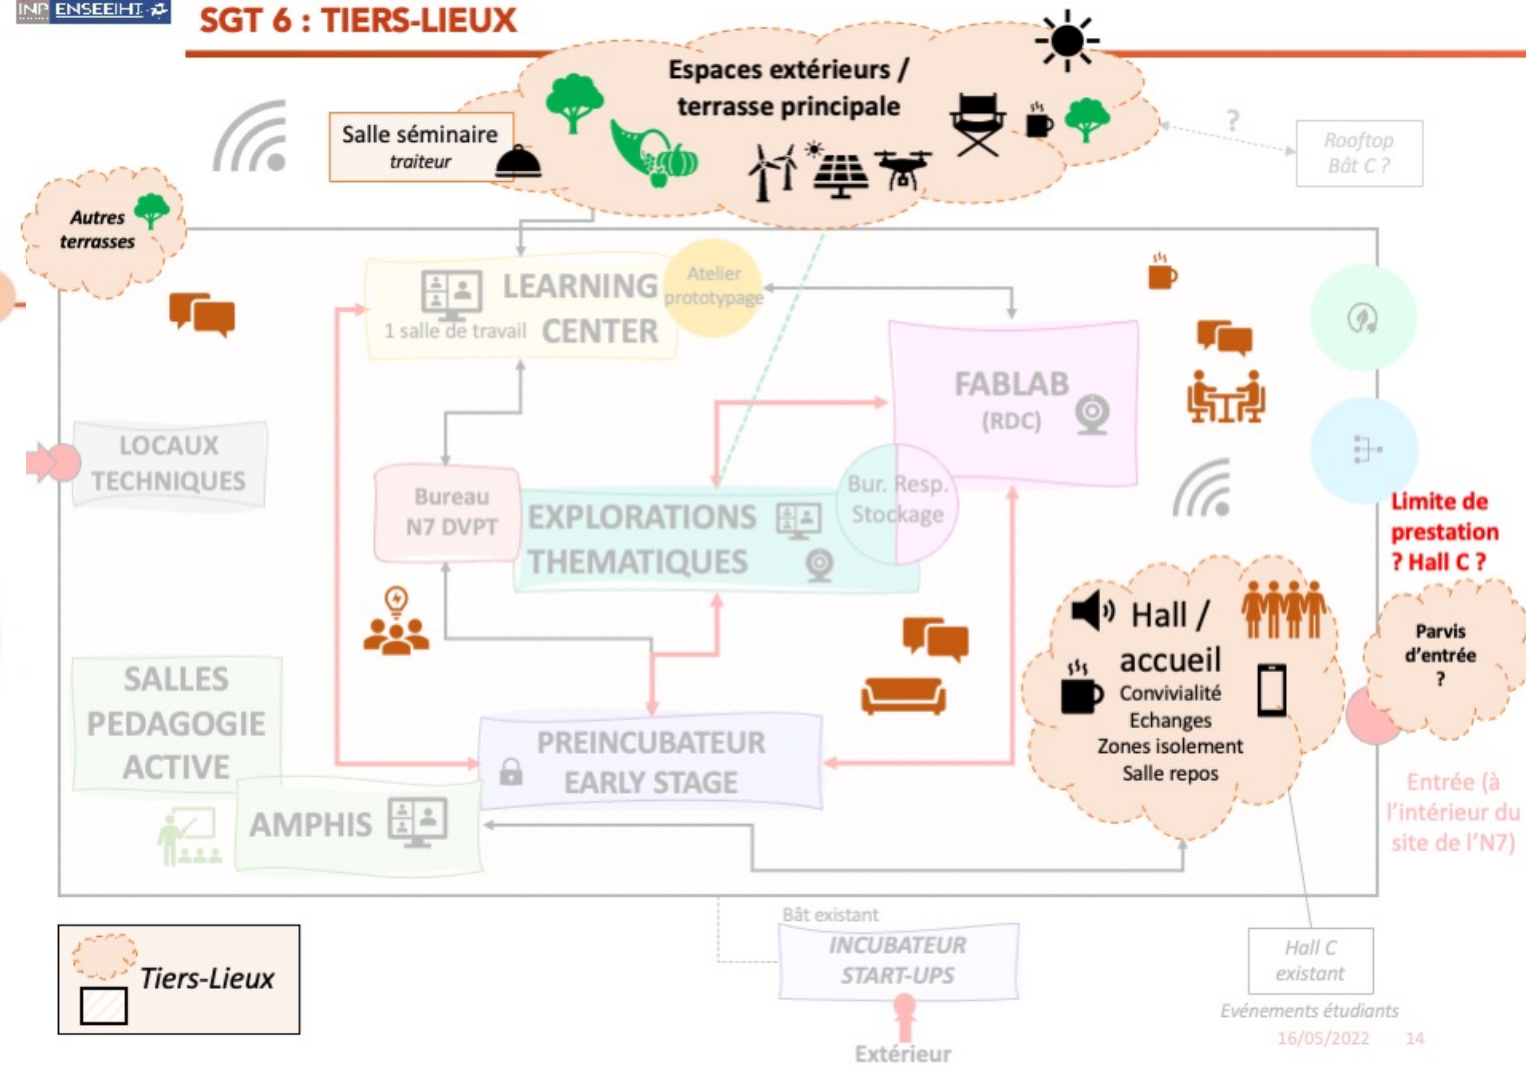 INP ENSEEIHT
SGT 6 : TIERS-LIEUX
Espaces extérieurs /
terrasse principale
Salle séminaire
traiteur
?
Rooftop
Bât C ?
Autres
terrasses
LEARNING
CENTER
1 salle de travail
Atelier
prototypage
FABLAB
(RDC)
LOCAUX
TECHNIQUES
Bureau
N7 DVPT
EXPLORATIONS
THEMATIQUES
Bur. Resp.
Stockage
Limite de
prestation
? Hall C ?
Hall /
accueil
Convivialité
Echanges
Zones isolement
Salle repos
Parvis
d'entrée
?
SALLES
PEDAGOGIE
ACTIVE
AMPHIS
PREINCUBATEUR
EARLY STAGE
Entrée (à
l'intérieur du
site de l'N7)
Bât existant
INCUBATEUR
START-UPS
Extérieur
Hall C
existant
Evénements étudiants
Tiers-Lieux
16/05/2022 14